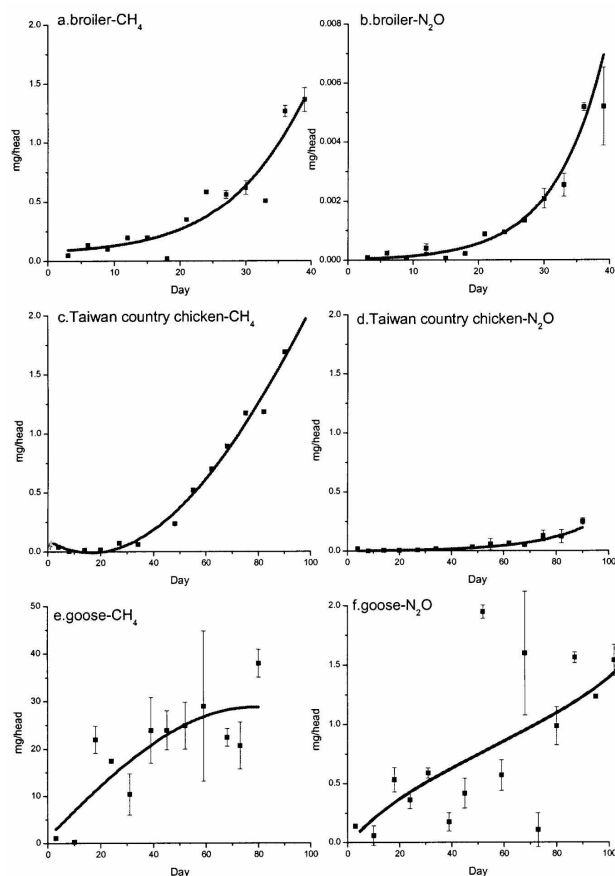 a.broiler-CH₄
2.0
1.5
1.0
0.5
0.0
mg/head
0 10 20 30 40
Day
b.broiler-N₂O
0.008
0.006
0.004
0.002
0.000
mg/head
0 10 20 30 40
Day
c.Taiwan country chicken-CH₄
2.0
1.5
1.0
0.5
0.0
mg/head
0 20 40 60 80 100
Day
d.Taiwan country chicken-N₂O
2.0
1.5
1.0
0.5
0.0
mg/head
0 20 40 60 80 100
Day
e.goose-CH₄
50
40
30
20
10
0
mg/head
0 20 40 60 80 100
Day
f.goose-N₂O
2.0
1.5
1.0
0.5
0.0
mg/head
0 20 40 60 80 100
Day